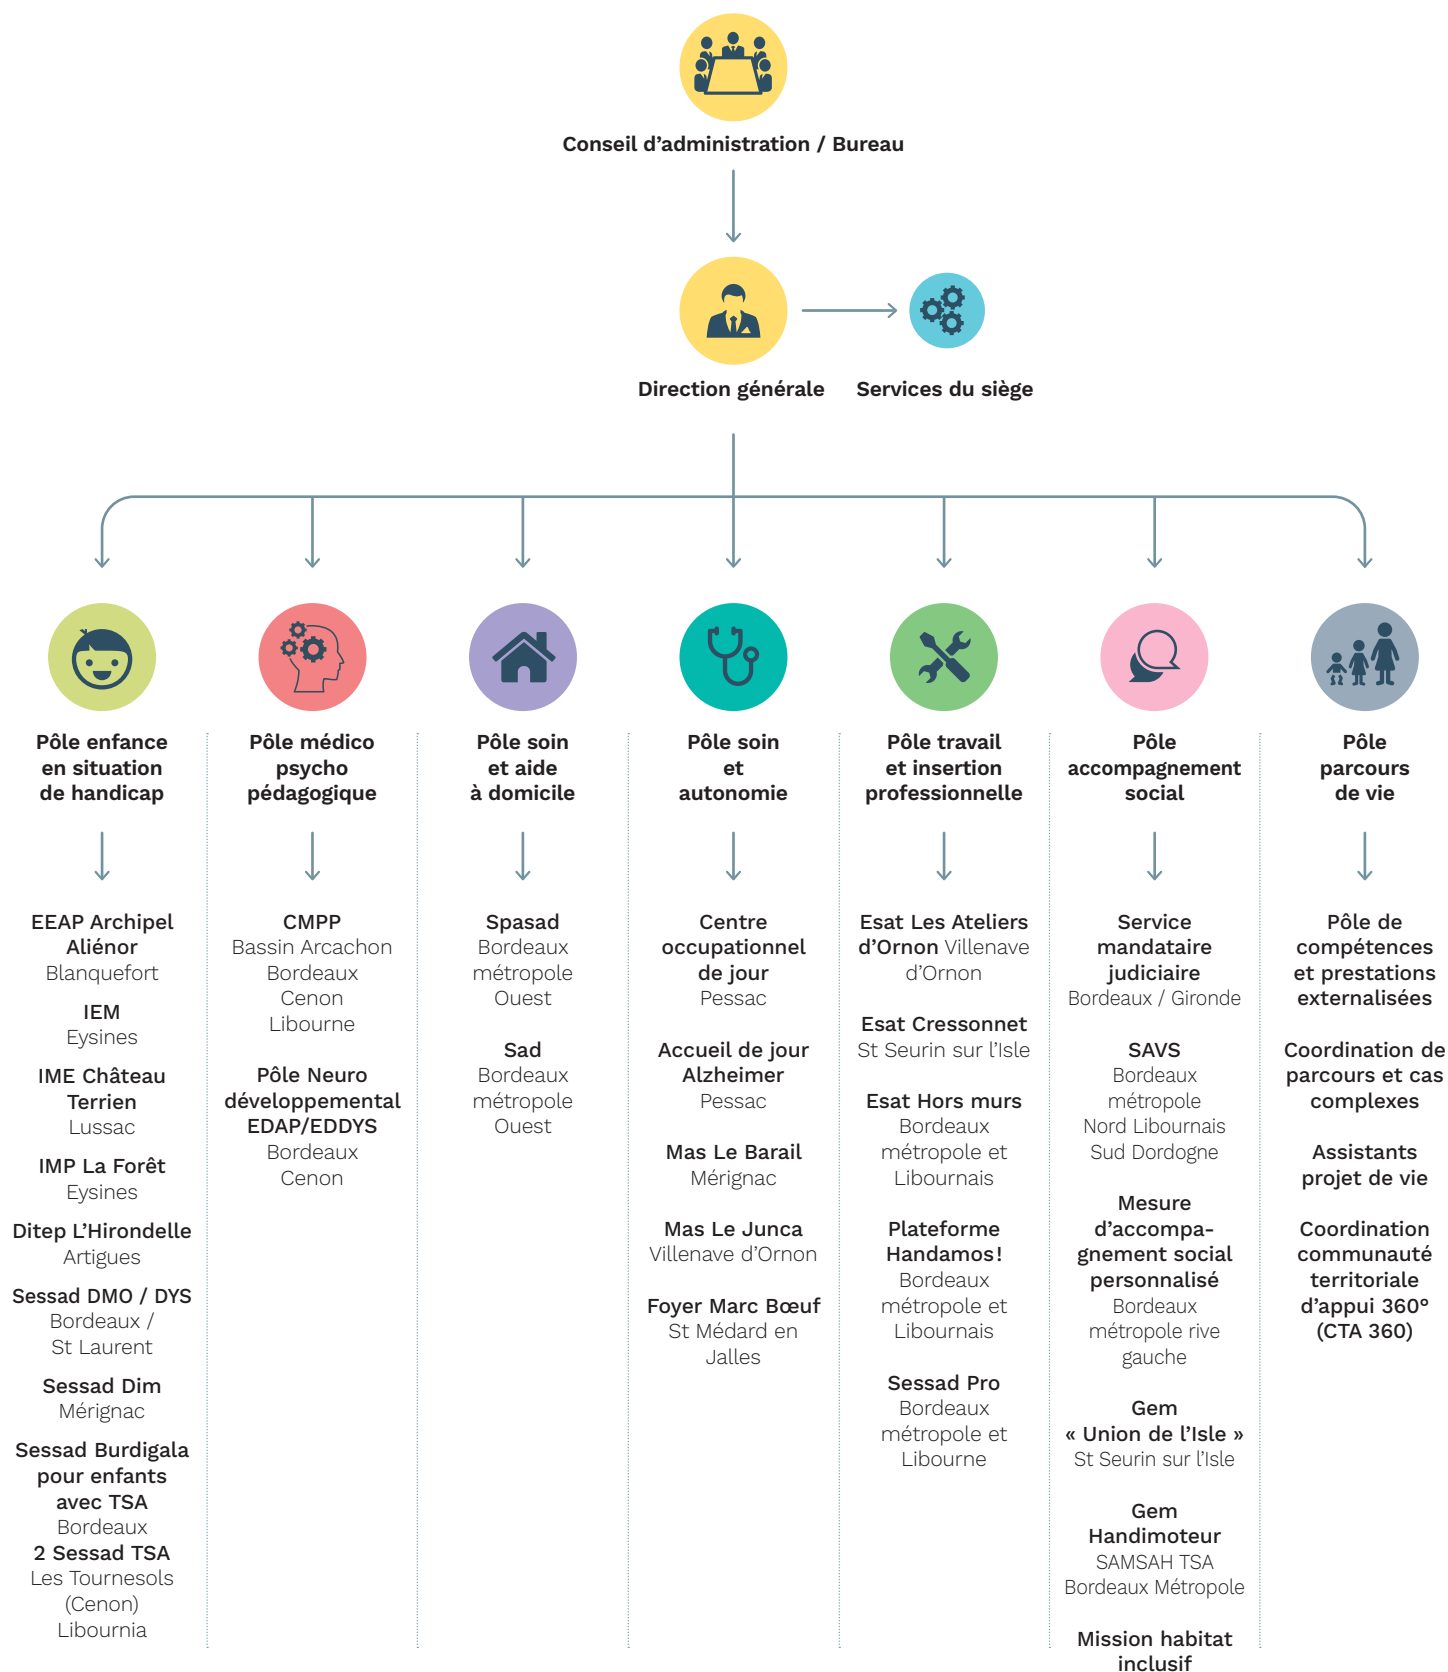 Conseil d'administration / Bureau
Direction générale
Services du siège
Pôle enfance
en situation
de handicap
EEAP Archipel
Aliénor
Blanquefort
IEM
Eysines
IME Château
Terrien
Lussac
IMP La Forêt
Eysines
Ditep L'Hirondelle
Artigues
Sessad DMO / DYS
Bordeaux /
St Laurent
Sessad Dim
Mérignac
Sessad Burdigala
pour enfants
avec TSA
Bordeaux
2 Sessad TSA
Les Tournesols
(Cenon)
Libournia
Pôle médico
psycho
pédagogique
CMPP
Bassin Arcachon
Bordeaux
Cenon
Libourne
Pôle Neuro
développemental
EDAP/EDDYS
Bordeaux
Cenon
Pôle soin
et aide
à domicile
Spasad
Bordeaux
métropole
Ouest
Sad
Bordeaux
métropole
Ouest
Pôle soin
et
autonomie
Centre
occupationnel
de jour
Pessac
Accueil de jour
Alzheimer
Pessac
Mas Le Barail
Mérignac
Mas Le Junca
Villenave d'Ornon
Foyer Marc Bœuf
St Médard en
Jalles
Pôle travail
et insertion
professionnelle
Esat Les Ateliers
d'Ornon Villenave
d'Ornon
Esat Cressonnet
St Seurin sur l'Isle
Esat Hors murs
Bordeaux
métropole et
Libournais
Plateforme
Handamos!
Bordeaux
métropole et
Libournais
Sessad Pro
Bordeaux
métropole et
Libourne
Pôle
accompagnement
social
Service
mandataire
judiciaire
Bordeaux / Gironde
SAVS
Bordeaux
métropole
Nord Libournais
Sud Dordogne
Mesure
d'accompa-
gnement social
personnalisé
Bordeaux
métropole rive
gauche
Gem
« Union de l'Isle »
St Seurin sur l'Isle
Gem
Handimoteur
SAMSAH TSA
Bordeaux Métropole
Mission habitat
inclusif
Pôle
parcours
de vie
Pôle de
compétences
et prestations
externalisées
Coordination de
parcours et cas
complexes
Assistants
projet de vie
Coordination
communauté
territoriale
d'appui 360°
(CTA 360)